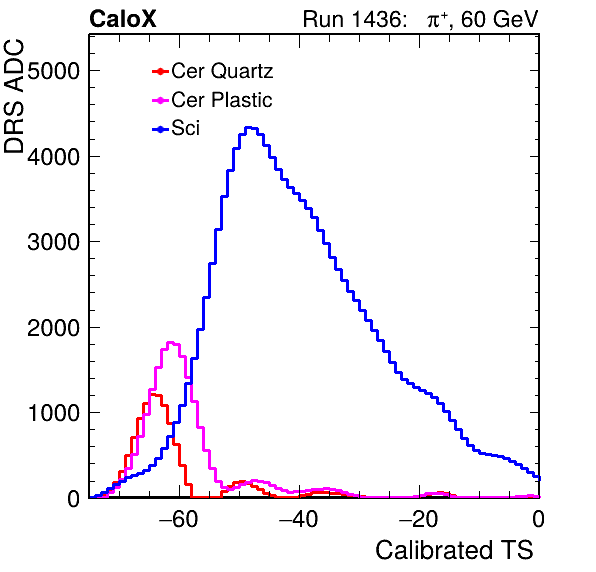 CaloX Run 1436: π⁺, 60 GeV
DRS ADC
Cer Quartz
Cer Plastic
Sci
5000
4000
3000
2000
1000
0
−60 −40 −20 0
Calibrated TS